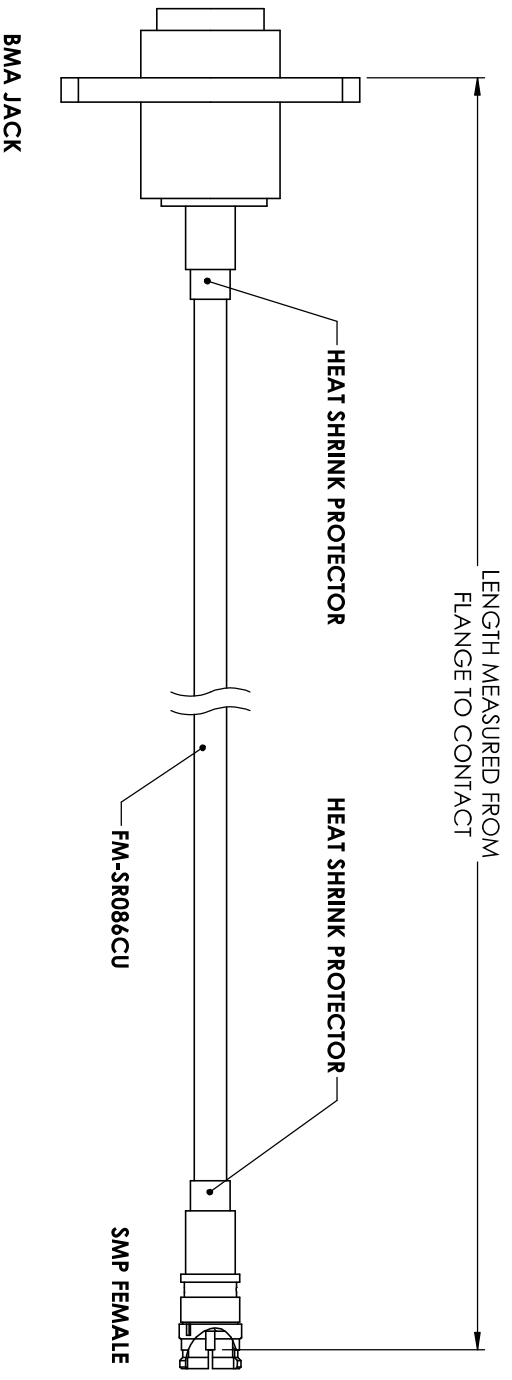 LENGTH MEASURED FROM
FLANGE TO CONTACT
HEAT SHRINK PROTECTOR
HEAT SHRINK PROTECTOR
FM-SR086CU
SMP FEMALE
BMA JACK